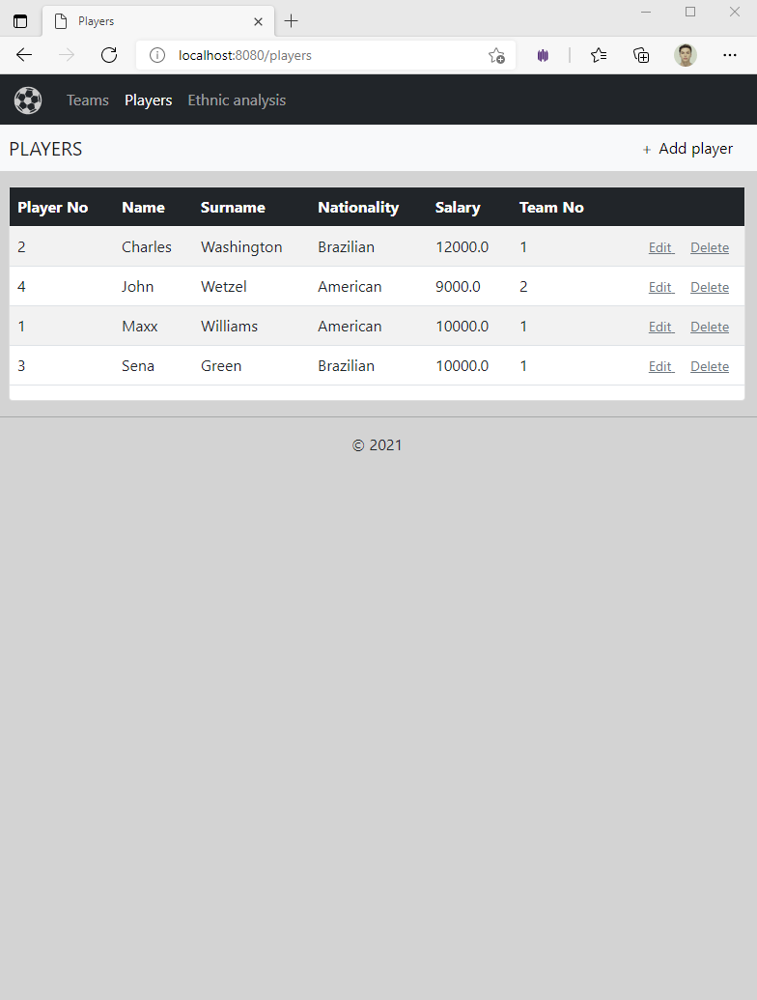 Players
localhost:8080/players
Teams Players Ethnic analysis
PLAYERS
+ Add player
Player No Name Surname Nationality Salary Team No
2 Charles Washington Brazilian 12000.0 1 Edit Delete
4 John Wetzel American 9000.0 2 Edit Delete
1 Maxx Williams American 10000.0 1 Edit Delete
3 Sena Green Brazilian 10000.0 1 Edit Delete
© 2021